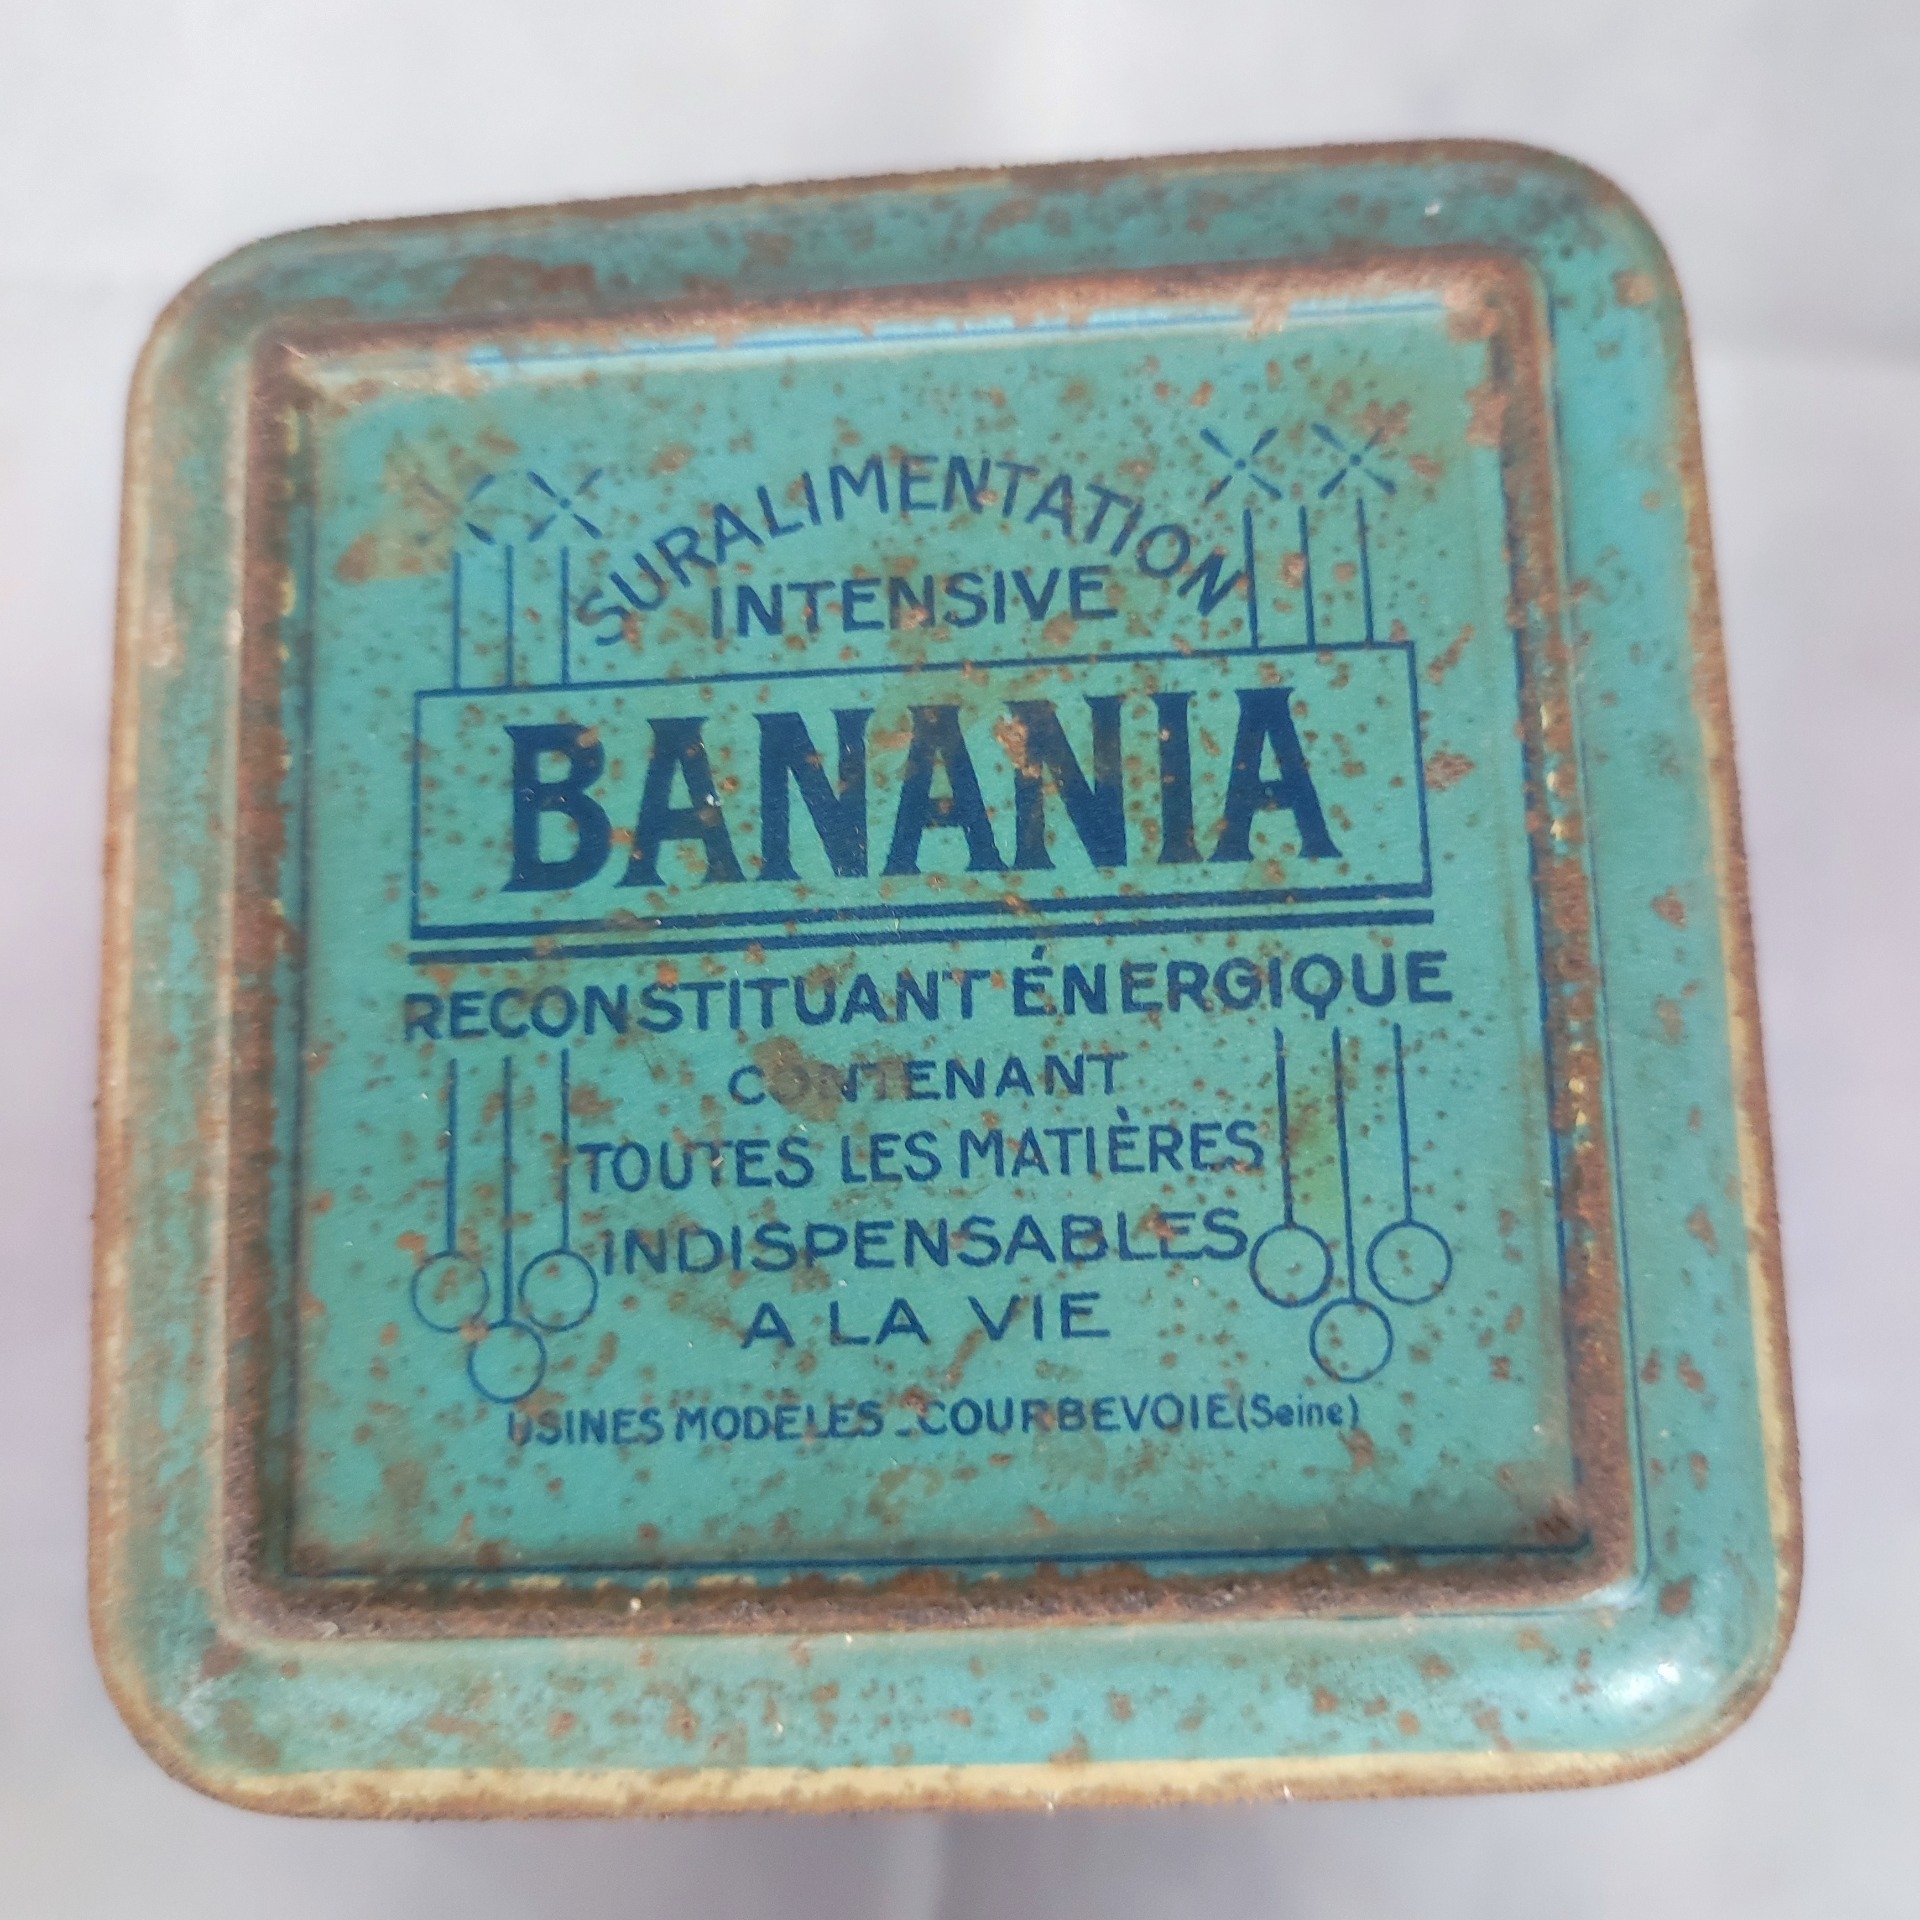 SURALIMENTATION
INTENSIVE
BANANIA
RECONSTITUANT ÉNERGIQUE
CONTENANT
TOUTES LES MATIÈRES
INDISPENSABLES
A LA VIE
USINES MODELES _ COURBEVOIE (Seine)